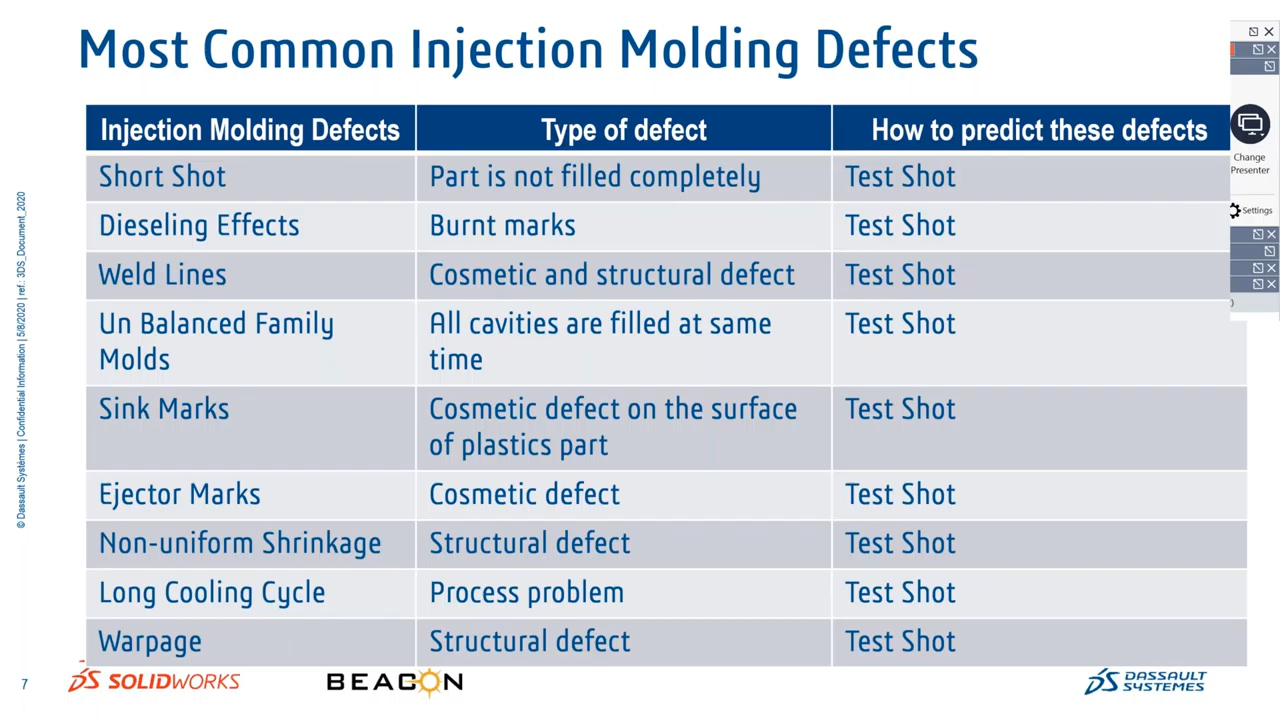 Most Common Injection Molding Defects
Injection Molding Defects Type of defect How to predict these defects
Short Shot Part is not filled completely Test Shot
Dieseling Effects Burnt marks Test Shot
Weld Lines Cosmetic and structural defect Test Shot
Un Balanced Family All cavities are filled at same Test Shot
Molds time
Sink Marks Cosmetic defect on the surface Test Shot
of plastics part
Ejector Marks Cosmetic defect Test Shot
Non-uniform Shrinkage Structural defect Test Shot
Long Cooling Cycle Process problem Test Shot
Warpage Structural defect Test Shot
Change
Presenter
Settings
© Dassault Systèmes | Confidential Information | 5/8/2020 | ref.: 3DS_Document_2020
7
SOLIDWORKS
BEACON
DASSAULT
SYSTEMES